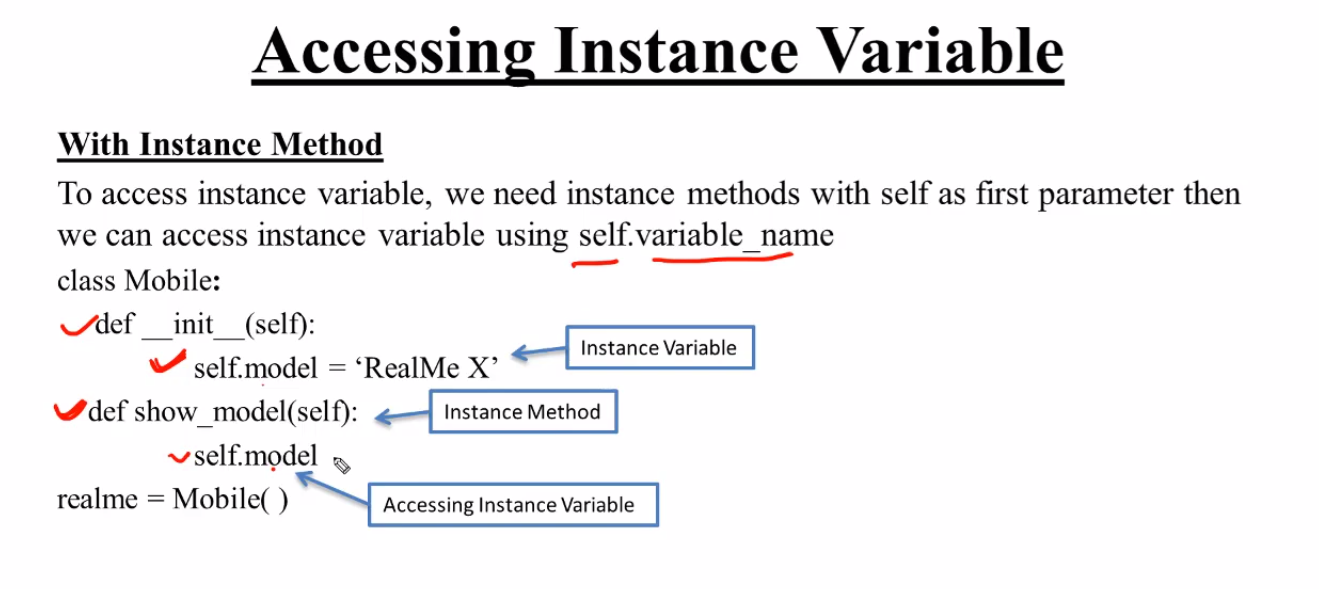 Accessing Instance Variable
With Instance Method
To access instance variable, we need instance methods with self as first parameter then
we can access instance variable using self.variable_name
class Mobile:
def __init__(self):
Instance Variable
self.model = ‘RealMe X’
def show_model(self):
Instance Method
self.model
realme = Mobile( )
Accessing Instance Variable